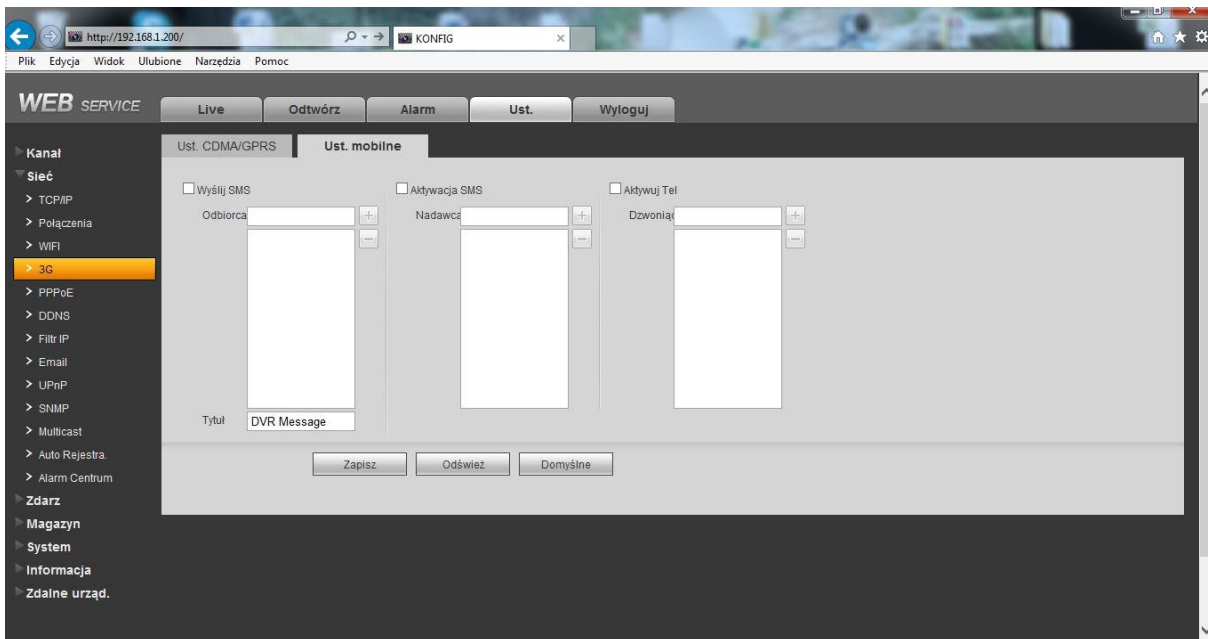 http://192.168.1.200/ KONFIG
Plik Edycja Widok Ulubione Narzędzia Pomoc
WEB SERVICE
Live Odtwórz Alarm Ust. Wyloguj
Ust. CDMA/GPRS Ust. mobilne
Kanał
Sieć
TCP/IP
Połączenia
WIFI
3G
PPPoE
DDNS
Filtr IP
Email
UPnP
SNMP
Multicast
Auto Rejestra.
Alarm Centrum
Zdarz
Magazyn
System
Informacja
Zdalne urząd.
Wyślij SMS Aktywacja SMS Aktywuj Tel
Odbiorca Nadawca Dzwoniąc
Tytuł DVR Message
Zapisz Odśwież Domyślne